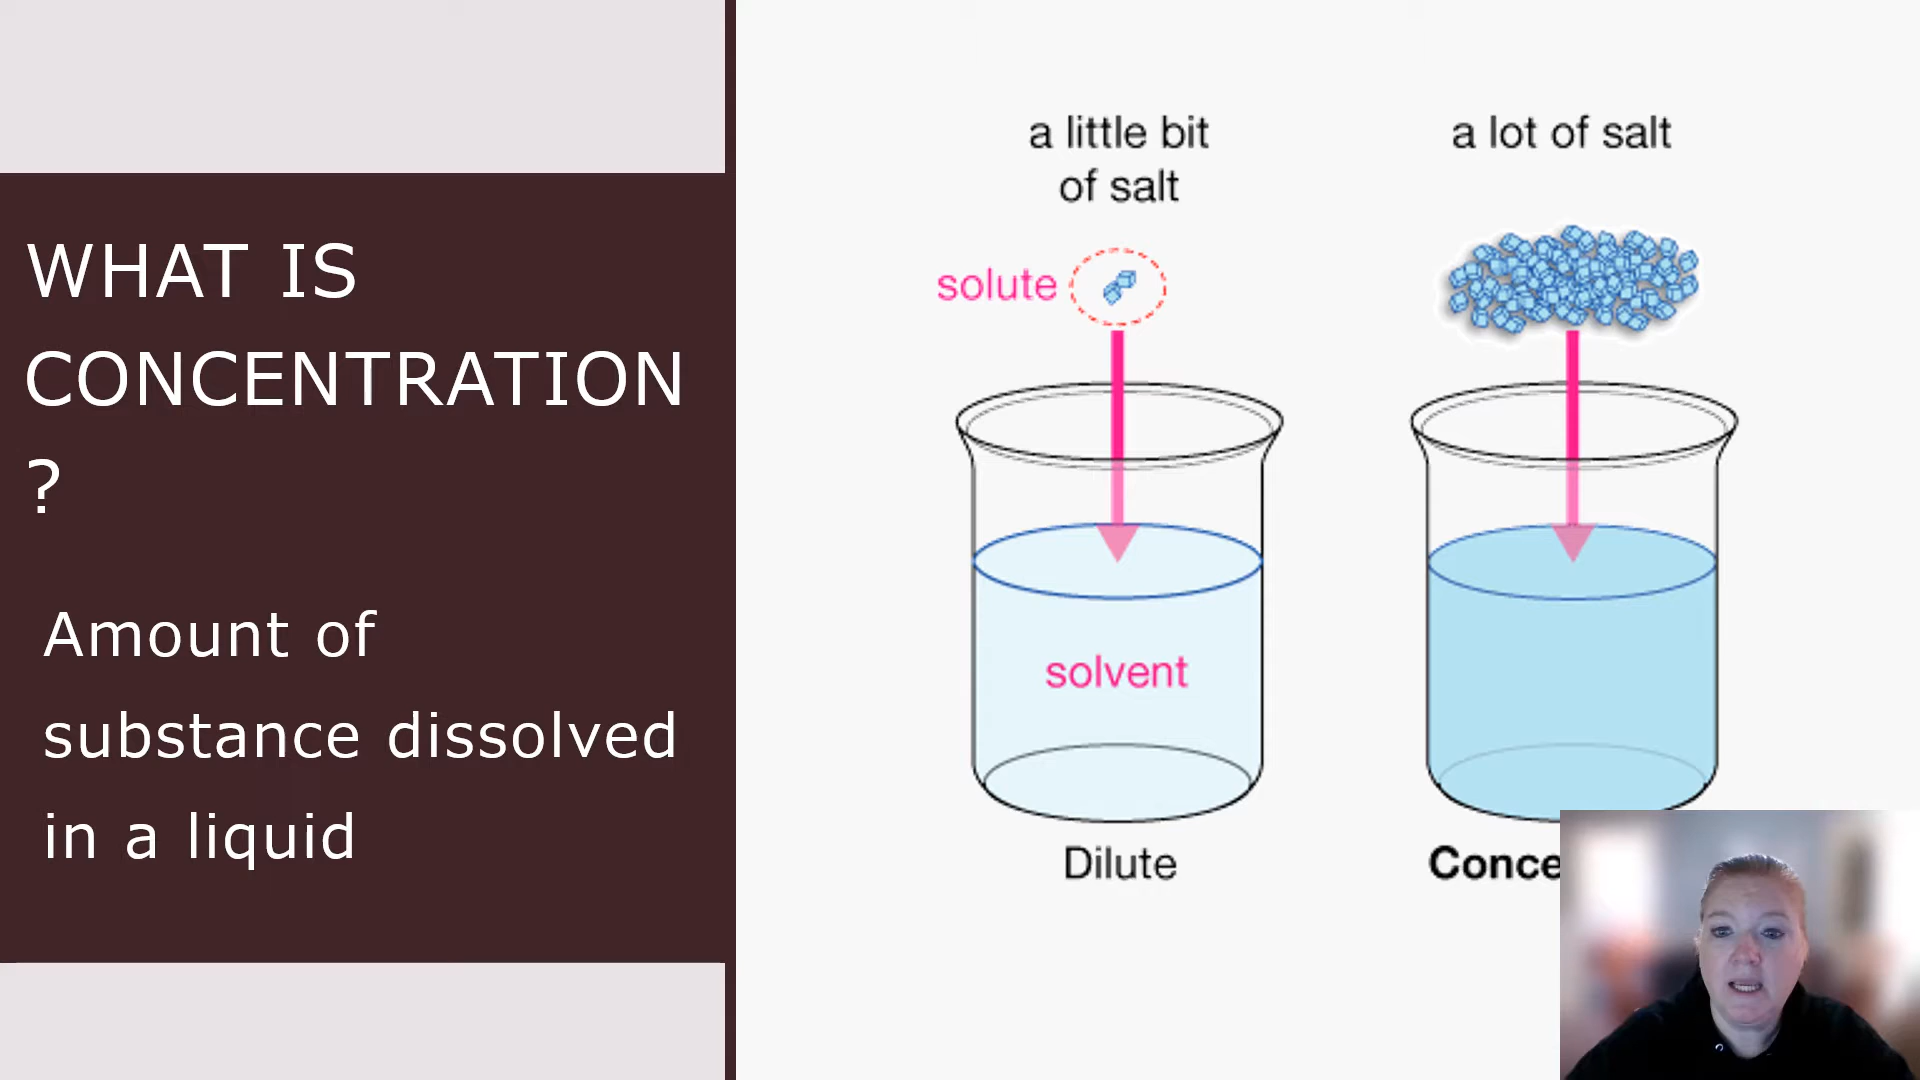 WHAT IS
CONCENTRATION
?
Amount of
substance dissolved
in a liquid
a little bit
of salt
solute
solvent
Dilute
a lot of salt
Conce